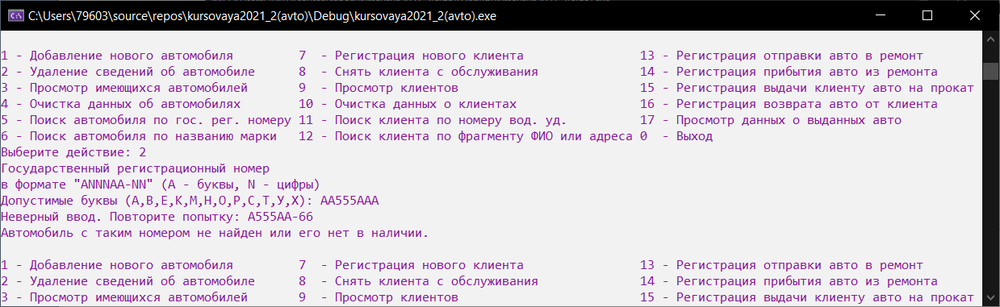 C:\Users\79603\source\repos\kursovaya2021_2(avto)\Debug\kursovaya2021_2(avto).exe
1 - Добавление нового автомобиля 7 - Регистрация нового клиента 13 - Регистрация отправки авто в ремонт
2 - Удаление сведений об автомобиле 8 - Снять клиента с обслуживания 14 - Регистрация прибытия авто из ремонта
3 - Просмотр имеющихся автомобилей 9 - Просмотр клиентов 15 - Регистрация выдачи клиенту авто на прокат
4 - Очистка данных об автомобилях 10 - Очистка данных о клиентах 16 - Регистрация возврата авто от клиента
5 - Поиск автомобиля по гос. рег. номеру 11 - Поиск клиента по номеру вод. уд. 17 - Просмотр данных о выданных авто
6 - Поиск автомобиля по названию марки 12 - Поиск клиента по фрагменту ФИО или адреса 0 - Выход
Выберите действие: 2
Государственный регистрационный номер
в формате "ANNNAA-NN" (А - буквы, N - цифры)
Допустимые буквы (А,В,Е,К,М,Н,О,Р,С,Т,У,Х): АА555ААА
Неверный ввод. Повторите попытку: А555АА-66
Автомобиль с таким номером не найден или его нет в наличии.
1 - Добавление нового автомобиля 7 - Регистрация нового клиента 13 - Регистрация отправки авто в ремонт
2 - Удаление сведений об автомобиле 8 - Снять клиента с обслуживания 14 - Регистрация прибытия авто из ремонта
3 - Просмотр имеющихся автомобилей 9 - Просмотр клиентов 15 - Регистрация выдачи клиенту авто на прокат